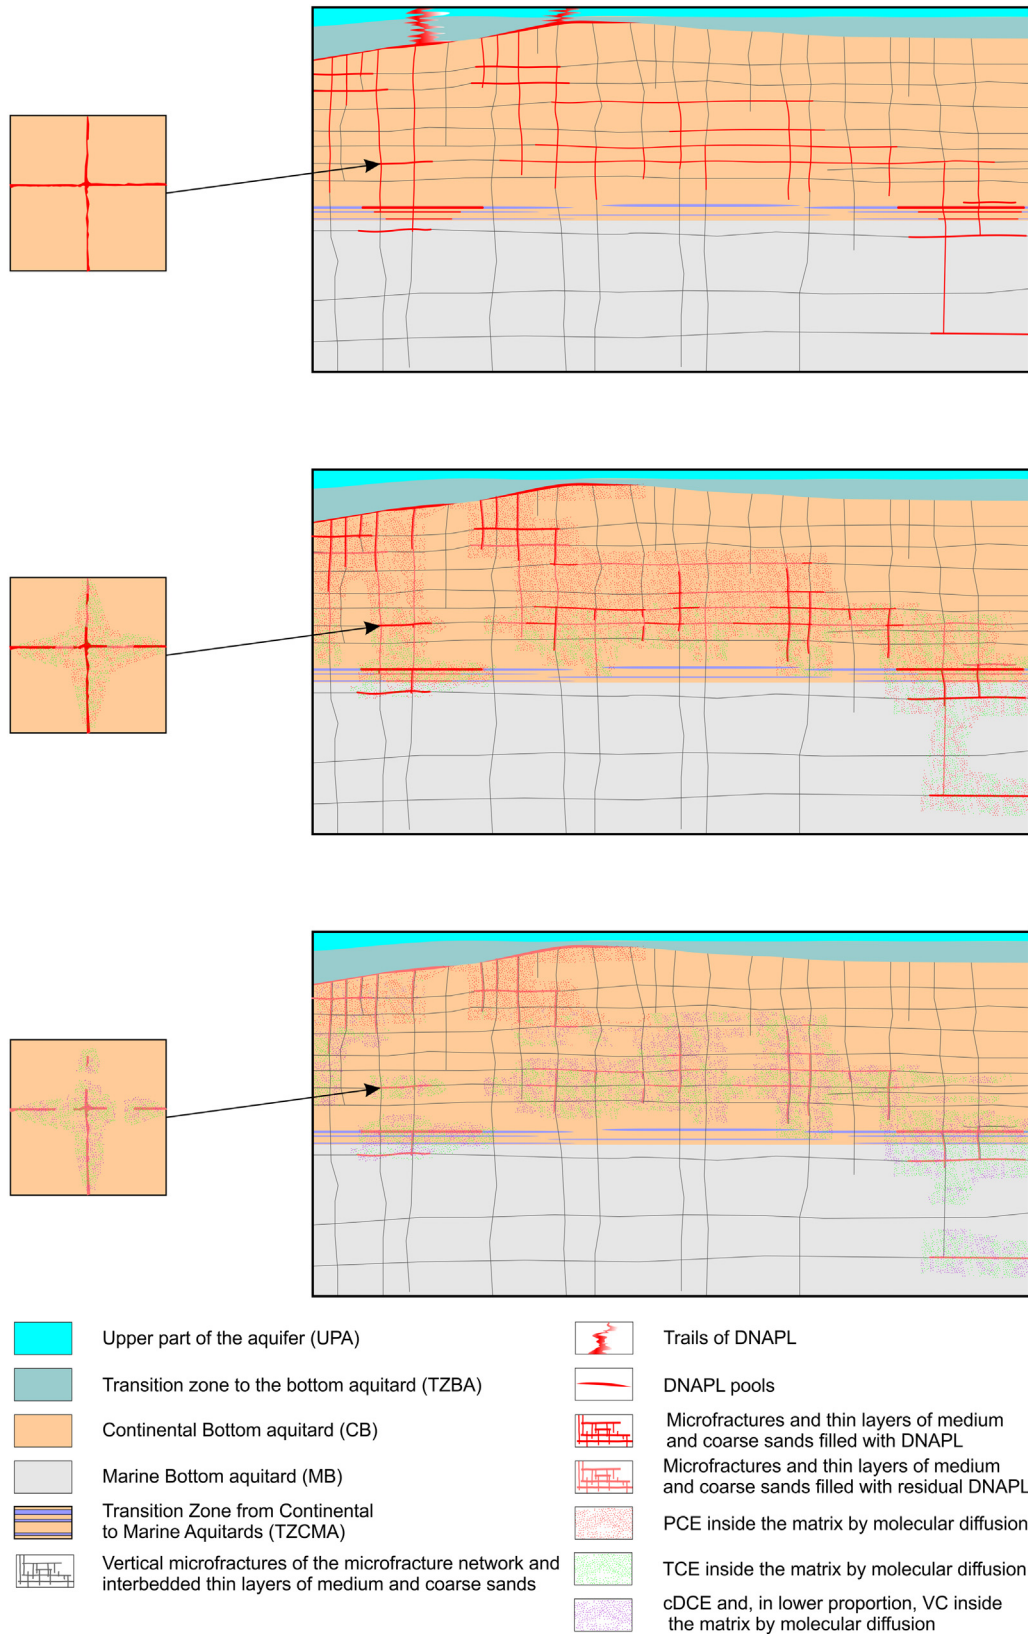 Upper part of the aquifer (UPA)
Transition zone to the bottom aquitard (TZBA)
Continental Bottom aquitard (CB)
Marine Bottom aquitard (MB)
Transition Zone from Continental
to Marine Aquitards (TZCMA)
Vertical microfractures of the microfracture network and
interbedded thin layers of medium and coarse sands
Trails of DNAPL
DNAPL pools
Microfractures and thin layers of medium
and coarse sands filled with DNAPL
Microfractures and thin layers of medium
and coarse sands filled with residual DNAPL
PCE inside the matrix by molecular diffusion
TCE inside the matrix by molecular diffusion
cDCE and, in lower proportion, VC inside
the matrix by molecular diffusion